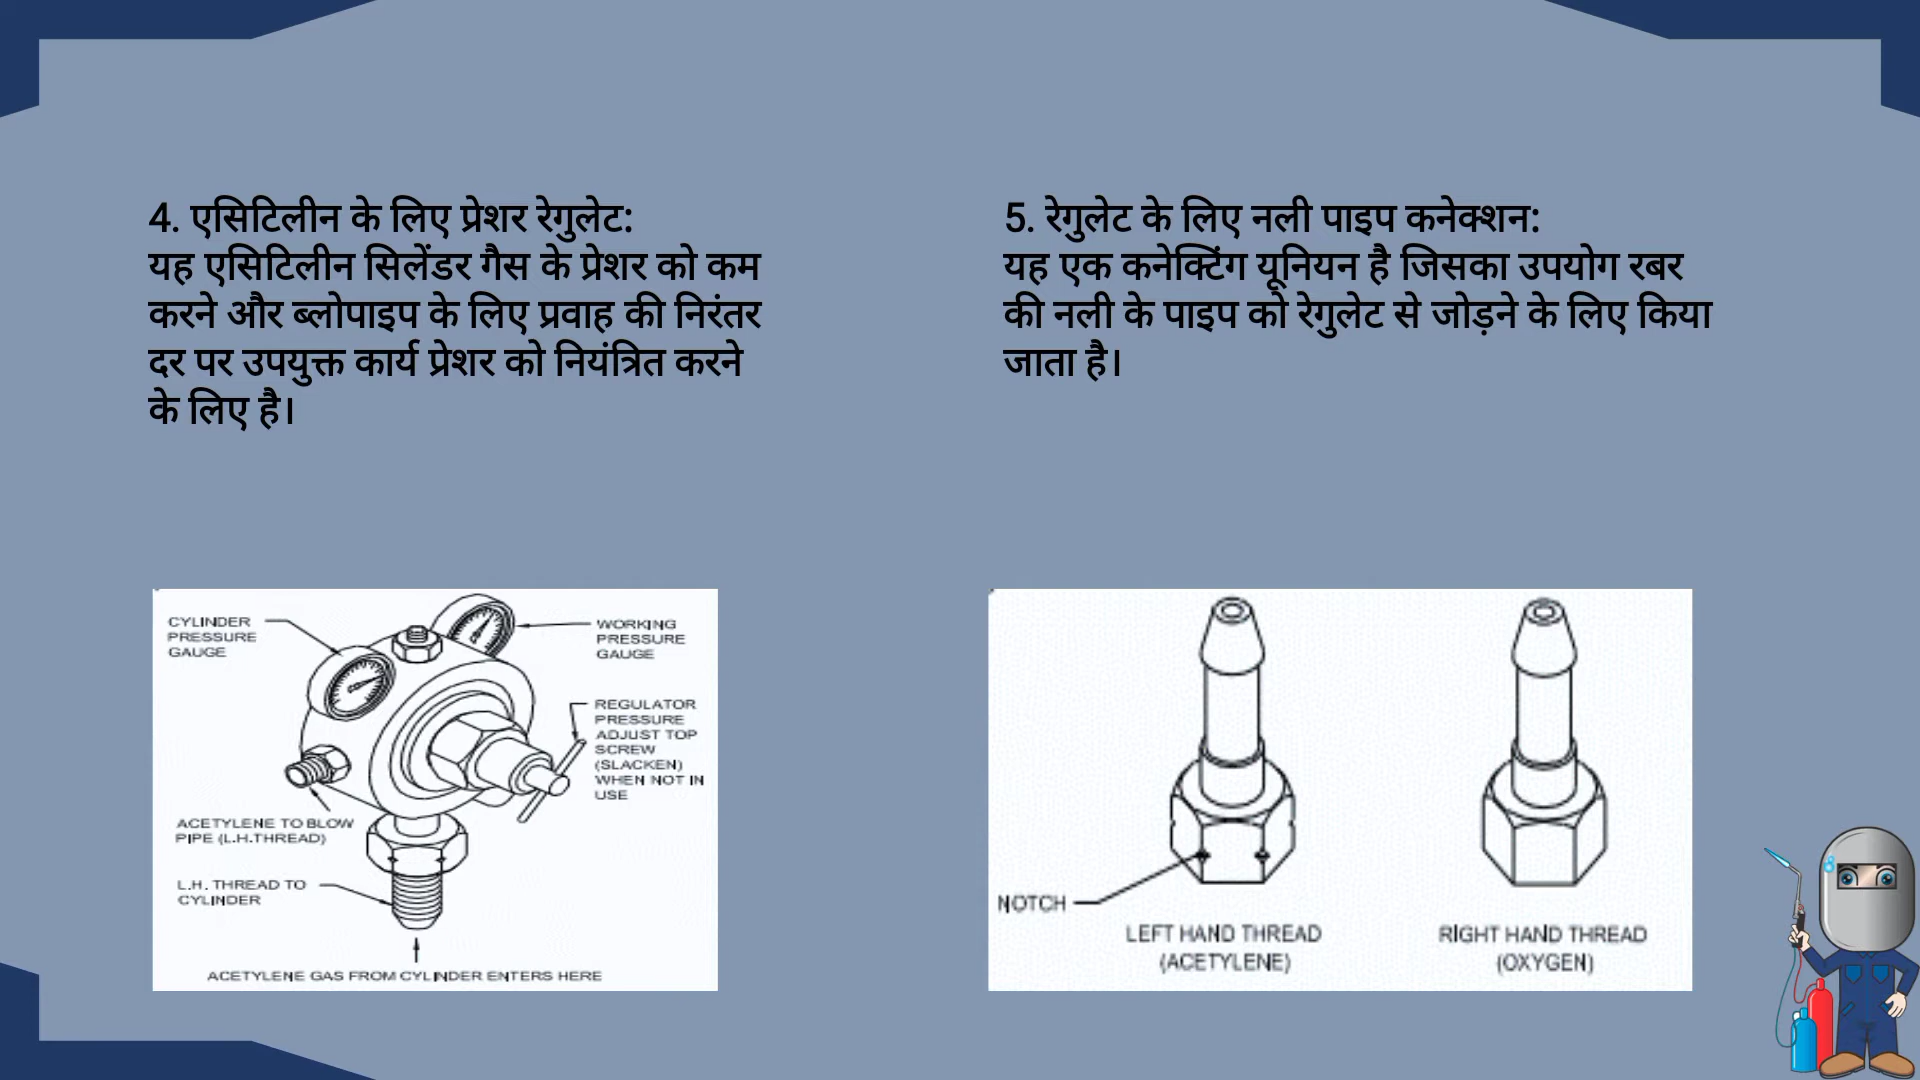 4. एसिटिलीन के लिए प्रेशर रेगुलेट:
यह एसिटिलीन सिलेंडर गैस के प्रेशर को कम
करने और ब्लोपाइप के लिए प्रवाह की निरंतर
दर पर उपयुक्त कार्य प्रेशर को नियंत्रित करने
के लिए है।
5. रेगुलेट के लिए नली पाइप कनेक्शन:
यह एक कनेक्टिंग यूनियन है जिसका उपयोग रबर
की नली के पाइप को रेगुलेट से जोड़ने के लिए किया
जाता है।
CYLINDER
PRESSURE
GAUGE
WORKING
PRESSURE
GAUGE
REGULATOR
PRESSURE
ADJUST TOP
SCREW
(SLACKEN)
WHEN NOT IN
USE
ACETYLENE TO BLOW
PIPE (L.H.THREAD)
L.H. THREAD TO
CYLINDER
ACETYLENE GAS FROM CYLINDER ENTERS HERE
NOTCH
LEFT HAND THREAD
(ACETYLENE)
RIGHT HAND THREAD
(OXYGEN)